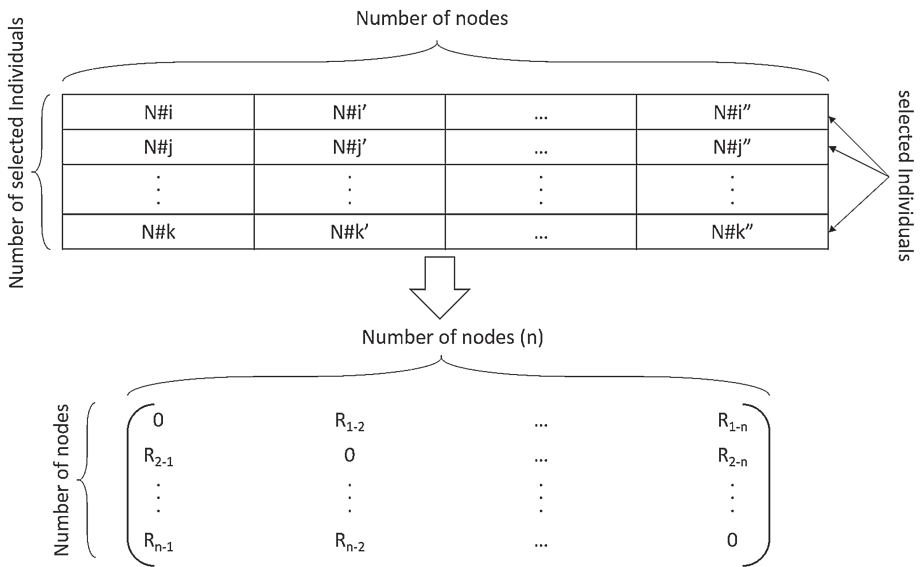 Number of nodes
Number of selected Individuals
N#i N#i’ ... N#i”
N#j N#j’ ... N#j”
⋮ ⋮ ⋮ ⋮
N#k N#k’ ... N#k”
selected Individuals
Number of nodes (n)
Number of nodes
0 R1-2 ... R1-n
R2-1 0 ... R2-n
⋮ ⋮ ⋮ ⋮
Rn-1 Rn-2 ... 0